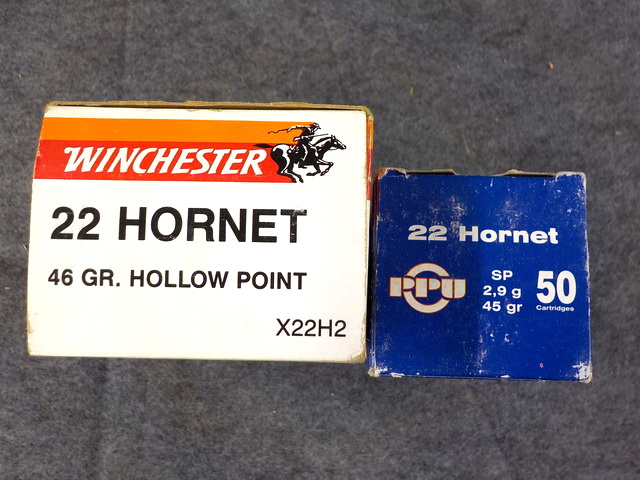 WINCHESTER
22 HORNET
46 GR. HOLLOW POINT
X22H2
22 Hornet
PPU
SP
2,9 g
45 gr
50
Cartridges